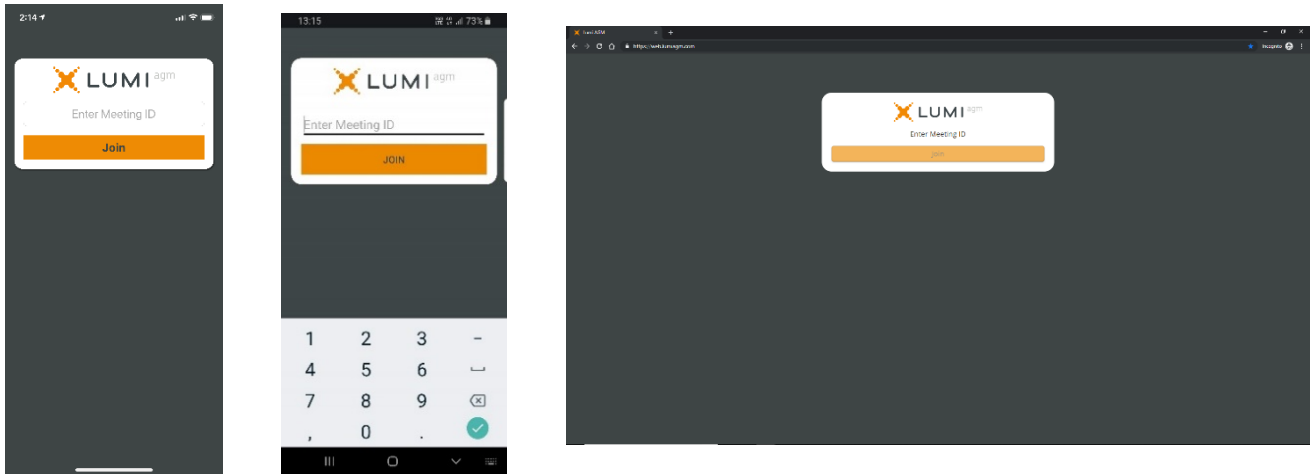 2:14
LUMI agm
Enter Meeting ID
Join
13:15
73%
LUMI agm
Enter Meeting ID
JOIN
1 2 3 -
4 5 6
7 8 9
, 0 .
Lumi AGM
https://web.lumiagm.com
Incognito
LUMI agm
Enter Meeting ID
Join